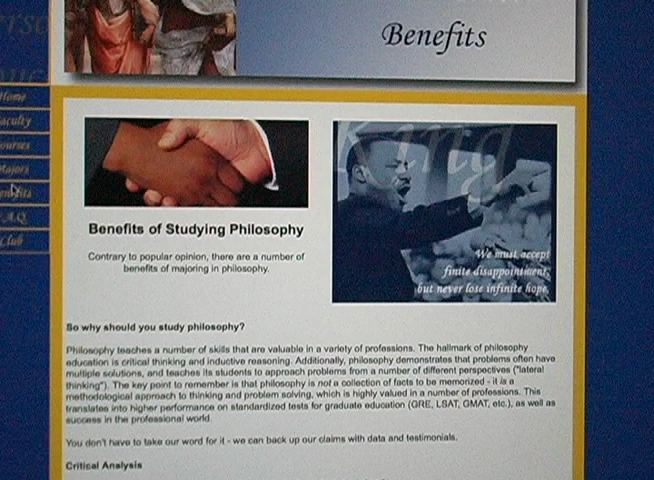 Benefits
Home
Faculty
Courses
Majors
Benefits
F.A.Q.
Club
King
We must accept
finite disappointment,
but never lose infinite hope.
Benefits of Studying Philosophy
Contrary to popular opinion, there are a number of
benefits of majoring in philosophy.
So why should you study philosophy?
Philosophy teaches a number of skills that are valuable in a variety of professions. The hallmark of philosophy
education is critical thinking and inductive reasoning. Additionally, philosophy demonstrates that problems often have
multiple solutions, and teaches its students to approach problems from a number of different perspectives ("lateral
thinking"). The key point to remember is that philosophy is not a collection of facts to be memorized - it is a
methodological approach to thinking and problem solving, which is highly valued in a number of professions. This
translates into higher performance on standardized tests for graduate education (GRE, LSAT, GMAT, etc.), as well as
success in the professional world.
You don't have to take our word for it - we can back up our claims with data and testimonials.
Critical Analysis